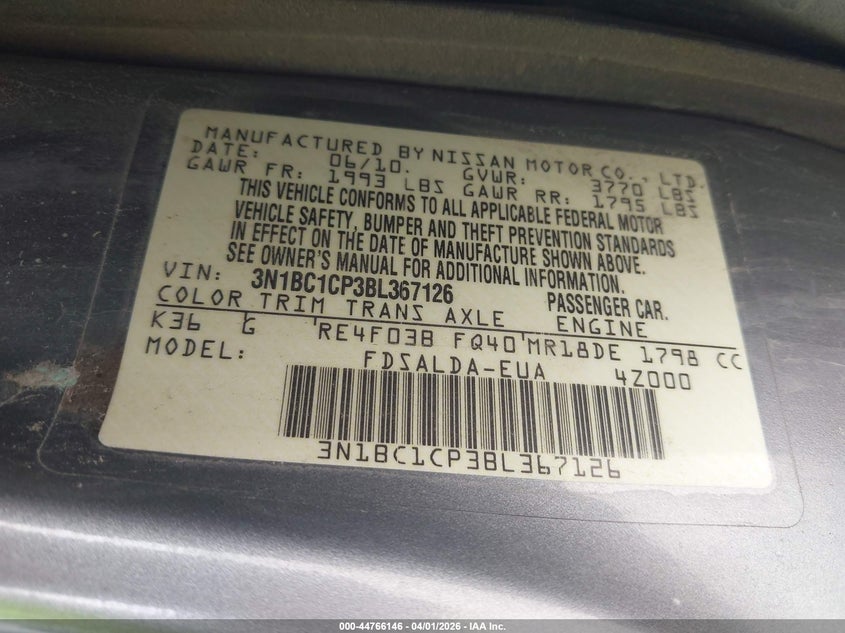 MANUFACTURED BY NISSAN MOTOR CO., LTD.
DATE: 06/10. GVWR: 3770 LBS
GAWR FR: 1993 LBS GAWR RR: 1795 LBS
THIS VEHICLE CONFORMS TO ALL APPLICABLE FEDERAL MOTOR
VEHICLE SAFETY, BUMPER AND THEFT PREVENTION STANDARDS
IN EFFECT ON THE DATE OF MANUFACTURE SHOWN ABOVE.
SEE OWNER'S MANUAL FOR ADDITIONAL INFORMATION.
VIN: 3N1BC1CP3BL367126 PASSENGER CAR.
COLOR TRIM TRANS AXLE ENGINE
K36 G RE4F03B FQ40 MR18DE 1798 CC
MODEL: FDSALDA-EUA 4Z000
3N1BC1CP3BL367126
000-44766146 - 04/01/2026 - IAA Inc.